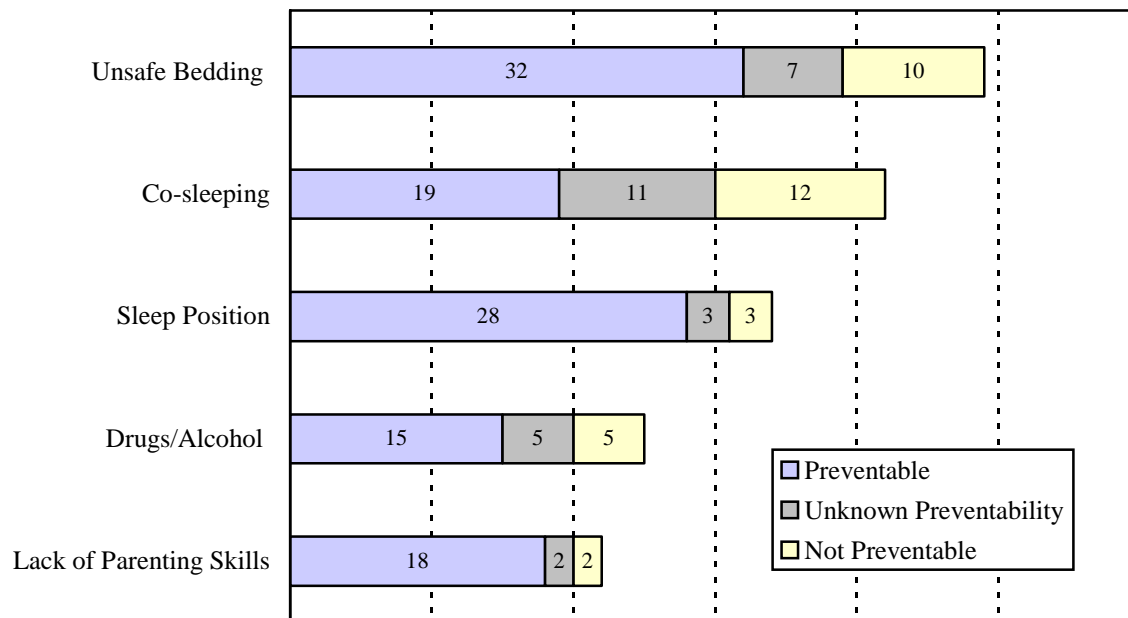 Unsafe Bedding 32 7 10
Co-sleeping 19 11 12
Sleep Position 28 3 3
Drugs/Alcohol 15 5 5
Preventable
Unknown Preventability
Not Preventable
Lack of Parenting Skills 18 2 2